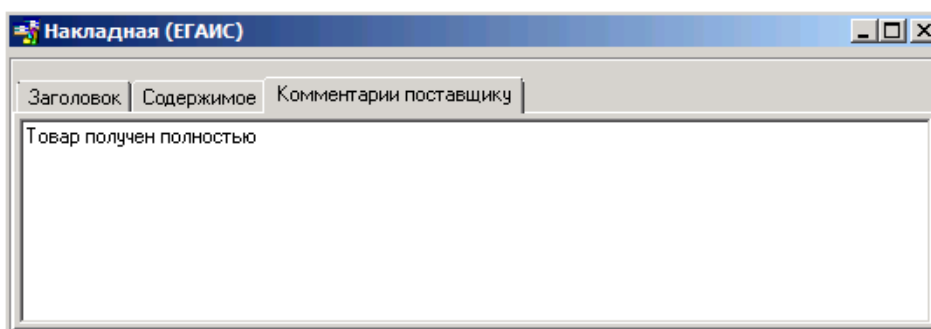 Накладная (ЕГАИС)
Заголовок Содержимое Комментарии поставщику
Товар получен полностью